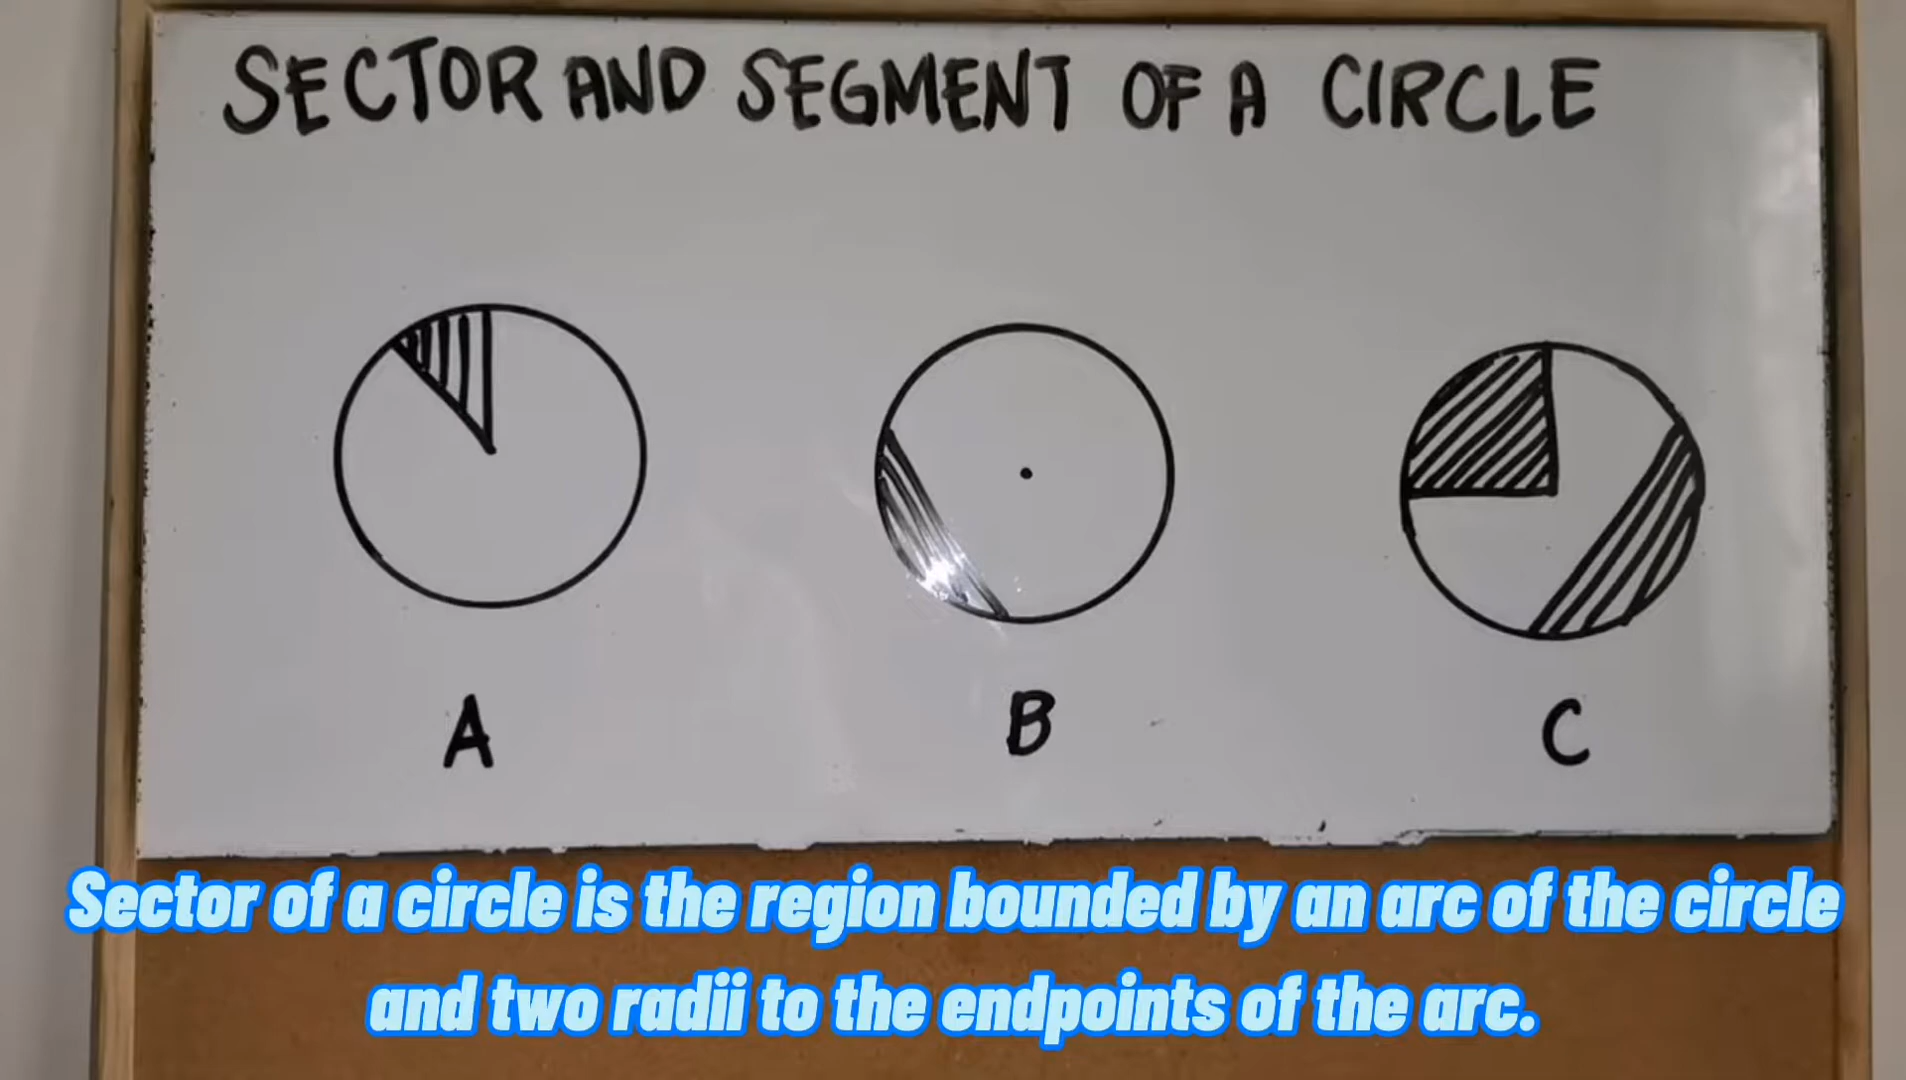 SECTOR AND SEGMENT OF A CIRCLE
A
B
C
Sector of a circle is the region bounded by an arc of the circle
and two radii to the endpoints of the arc.